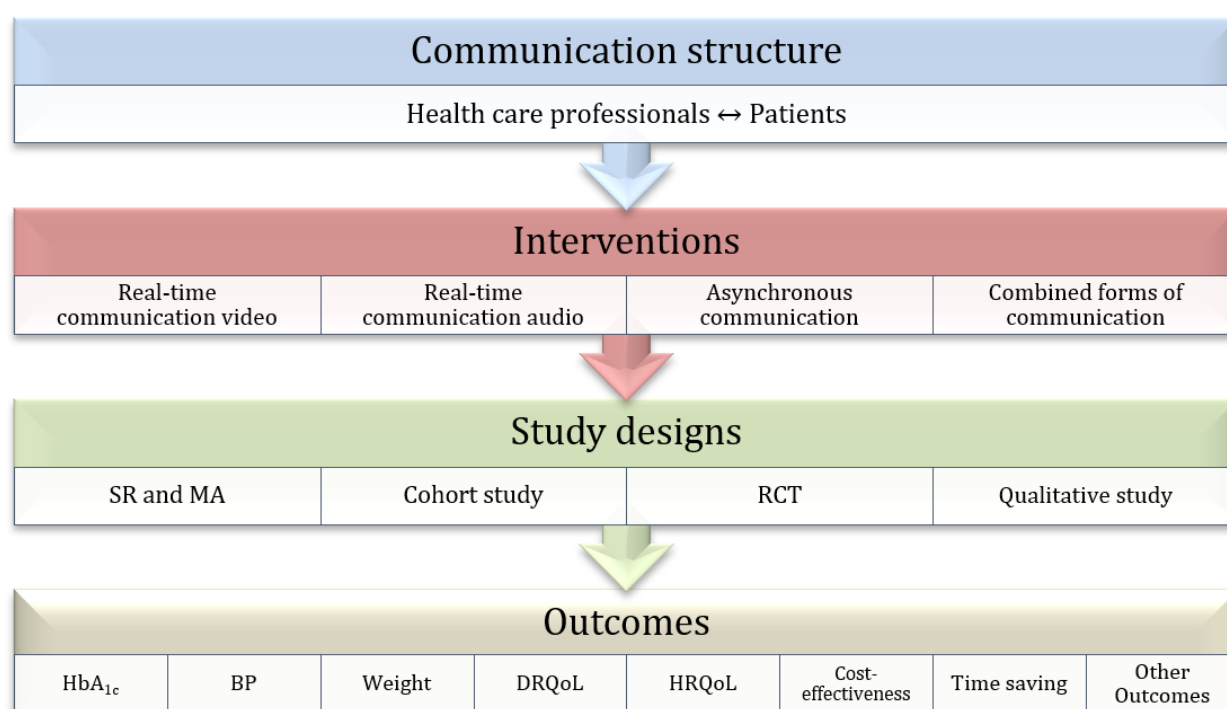 Communication structure
Health care professionals ↔ Patients
Interventions
Real-time
communication video
Real-time
communication audio
Asynchronous
communication
Combined forms of
communication
Study designs
SR and MA
Cohort study
RCT
Qualitative study
Outcomes
HbA₁c
BP
Weight
DRQoL
HRQoL
Cost-
effectiveness
Time saving
Other
Outcomes